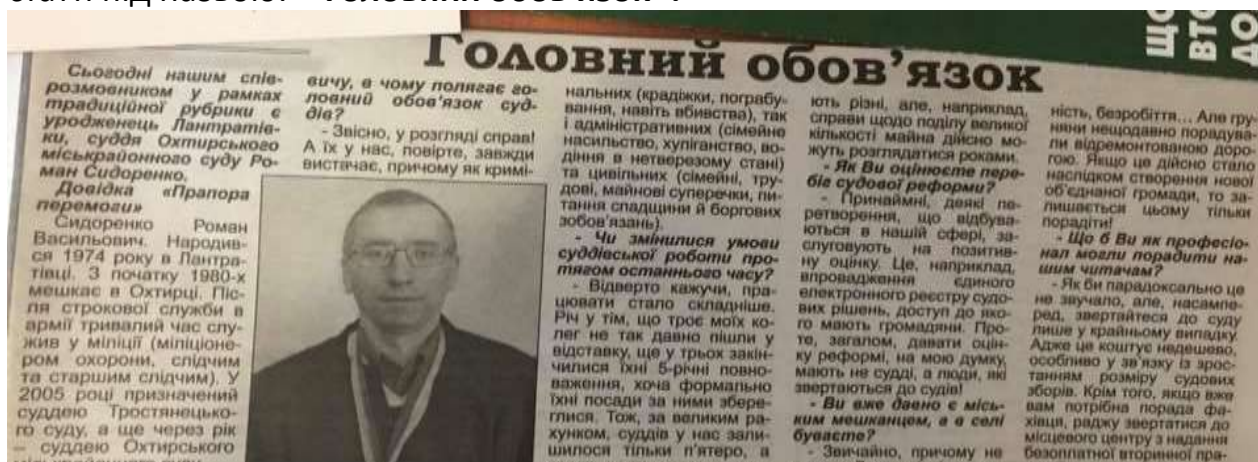 Головний обов'язок
Сьогодні нашим спів-
розмовником у рамках
традиційної рубрики є
уродженець Лантратів-
ки, суддя Охтирського
міськрайонного суду Ро-
ман Сидоренко.
Довідка «Прапора
перемоги»
Сидоренко Роман
Васильович. Народив-
ся 1974 року в Лантра-
тівці. З початку 1980-х
мешкає в Охтирці. Піс-
ля строкової служби в
армії тривалий час слу-
жив у міліції (міліціоне-
ром охорони, слідчим
та старшим слідчим). У
2005 році призначений
суддею Тростянецько-
го суду, а ще через рік
– суддею Охтирського
вичу, в чому полягає го-
ловний обов'язок суд-
дів?
- Звісно, у розгляді справ!
А їх у нас, повірте, завжди
вистачає, причому як кримі-
нальних (крадіжки, пограбу-
вання, навіть вбивства), так
і адміністративних (сімейне
насильство, хуліганство, во-
діння в нетверезому стані)
та цивільних (сімейні, тру-
дові, майнові суперечки, пи-
тання спадщини й боргових
зобов'язань).
- Чи змінилися умови
суддівської роботи про-
тягом останнього часу?
- Відверто кажучи, пра-
цювати стало складніше.
Річ у тім, що троє моїх ко-
лег не так давно пішли у
відставку, ще у трьох закін-
чилися їхні 5-річні повно-
важення, хоча формально
їхні посади за ними збере-
глися. Тож, за великим ра-
хунком, суддів у нас зали-
шилося тільки п'ятеро, а
ють різні, але, наприклад,
справи щодо поділу великої
кількості майна дійсно мо-
жуть розглядатися роками.
- Як Ви оцінюєте пере-
біг судової реформи?
- Принаймні, деякі пе-
ретворення, що відбува-
ються в нашій сфері, за-
слуговують на позитив-
ну оцінку. Це, наприклад,
впровадження єдиного
електронного реєстру судо-
вих рішень, доступ до яко-
го мають громадяни. Про-
те, загалом, давати оцін-
ку реформі, на мою думку,
мають не судді, а люди, які
звертаються до судів!
- Ви вже давно є місь-
ким мешканцем, а в селі
буваєте?
- Звичайно, причому не
ність, безробіття... Але гру
няни нещодавно порадува-
ли відремонтованою доро-
гою. Якщо це дійсно стало
наслідком створення нової
об'єднаної громади, то за-
лишається цьому тільки
порадіти!
- Що б Ви як професіо-
нал могли порадити на-
шим читачам?
- Як би парадоксально це
не звучало, але, насампе-
ред, звертайтеся до суду
лише у крайньому випадку.
Адже це коштує недешево,
особливо у зв'язку із зрос-
танням розміру судових
зборів. Крім того, якщо вже
вам потрібна порада фа-
хівця, раджу звертатися до
місцевого центру з надання
безоплатної вторинної пра-